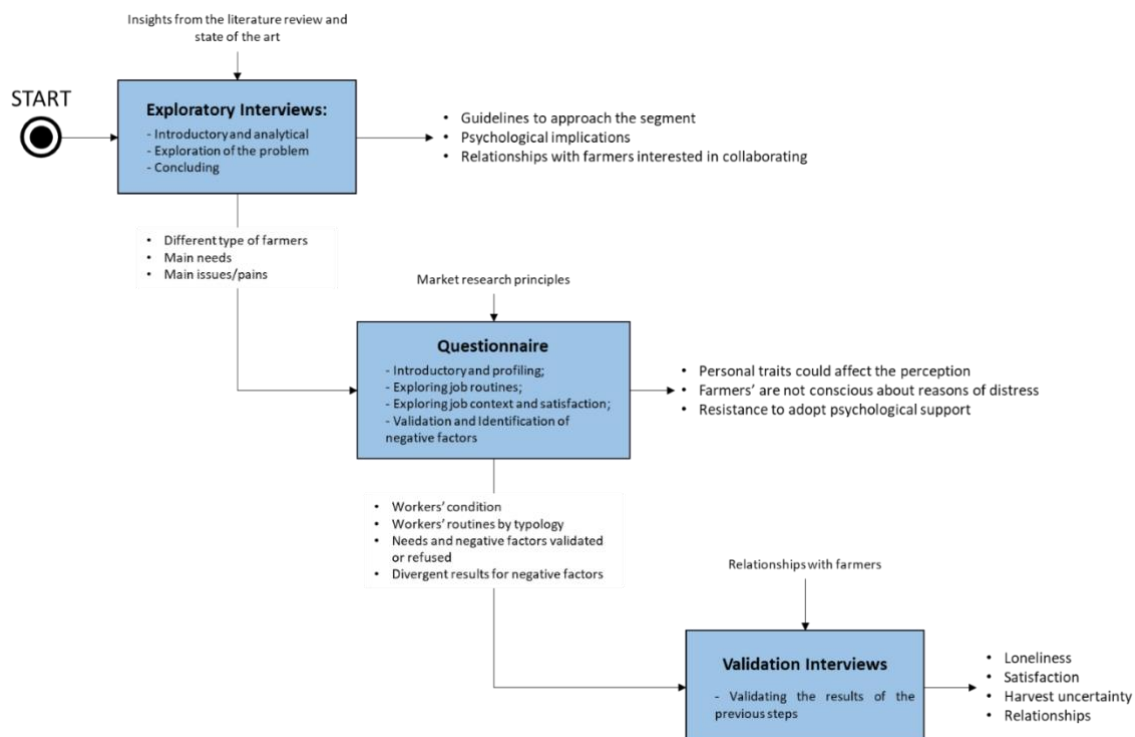 Insights from the literature review and
state of the art
START
Exploratory Interviews:
- Introductory and analytical
- Exploration of the problem
- Concluding
• Guidelines to approach the segment
• Psychological implications
• Relationships with farmers interested in collaborating
• Different type of farmers
• Main needs
• Main issues/pains
Market research principles
Questionnaire
- Introductory and profiling;
- Exploring job routines;
- Exploring job context and satisfaction;
- Validation and Identification of
negative factors
• Personal traits could affect the perception
• Farmers' are not conscious about reasons of distress
• Resistance to adopt psychological support
• Workers' condition
• Workers' routines by typology
• Needs and negative factors validated
or refused
• Divergent results for negative factors
Relationships with farmers
Validation Interviews
- Validating the results of the
previous steps
• Loneliness
• Satisfaction
• Harvest uncertainty
• Relationships